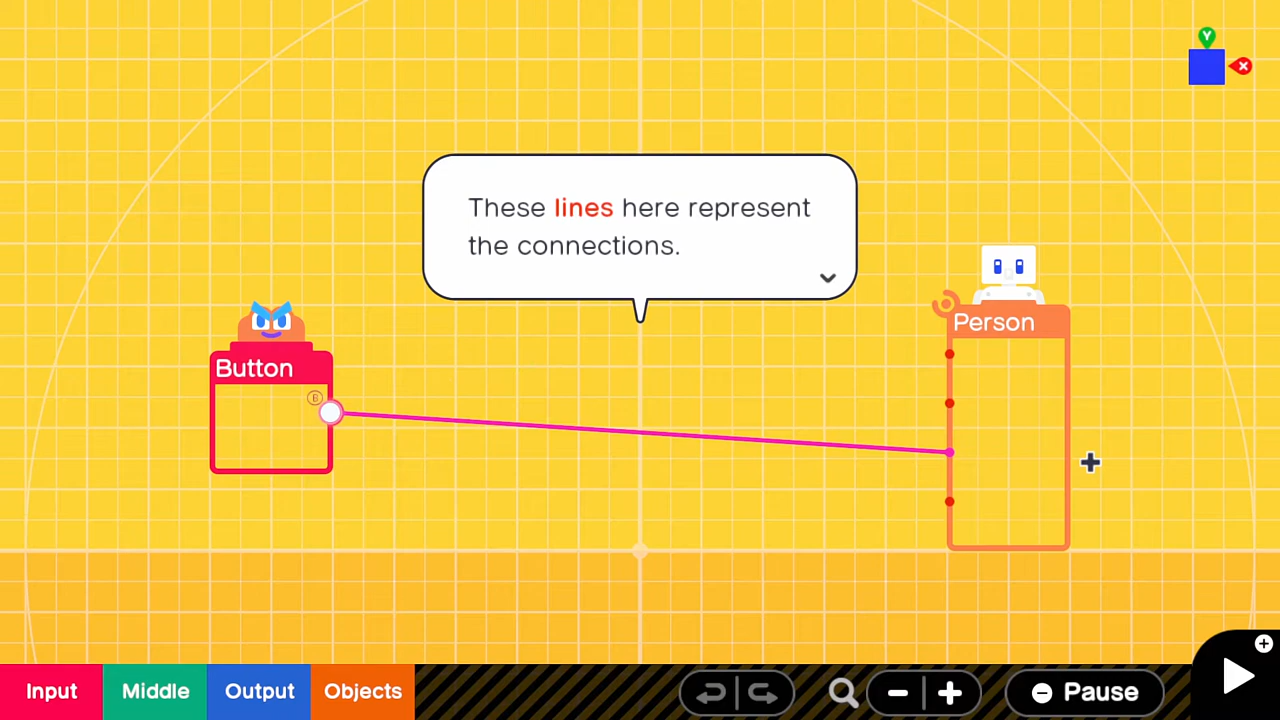 Y
X
These lines here represent
the connections.
Person
Button
B
Input
Middle
Output
Objects
Pause